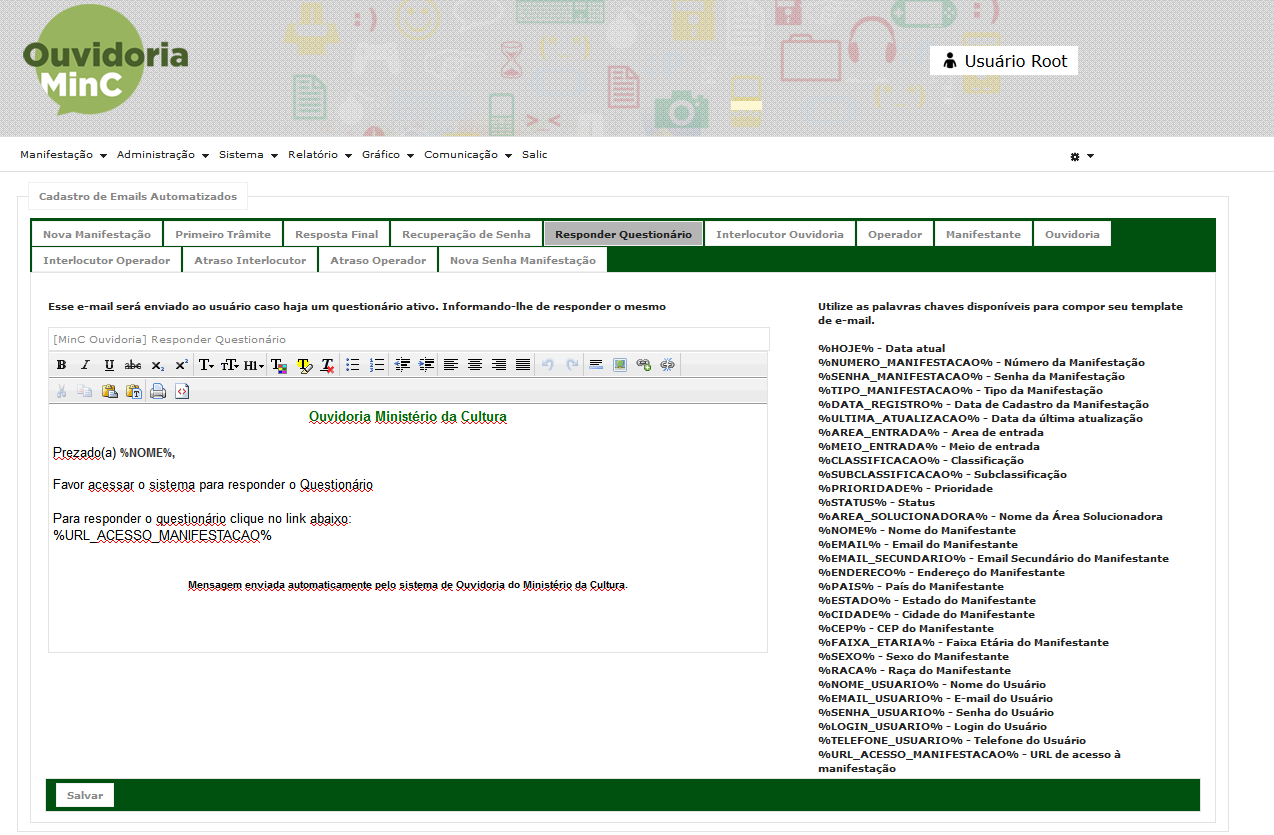 Ouvidoria
MinC
Usuário Root
Manifestação Administração Sistema Relatório Gráfico Comunicação Salic
Cadastro de Emails Automatizados
Nova Manifestação Primeiro Trâmite Resposta Final Recuperação de Senha Responder Questionário Interlocutor Ouvidoria Operador Manifestante Ouvidoria
Interlocutor Operador Atraso Interlocutor Atraso Operador Nova Senha Manifestação
Esse e-mail será enviado ao usuário caso haja um questionário ativo. Informando-lhe de responder o mesmo
[MinC Ouvidoria] Responder Questionário
Ouvidoria Ministério da Cultura
Prezado(a) %NOME%,
Favor acessar o sistema para responder o Questionário
Para responder o questionário clique no link abaixo:
%URL_ACESSO_MANIFESTACAO%
Mensagem enviada automaticamente pelo sistema de Ouvidoria do Ministério da Cultura.
Utilize as palavras chaves disponíveis para compor seu template
de e-mail.
%HOJE% - Data atual
%NUMERO_MANIFESTACAO% - Número da Manifestação
%SENHA_MANIFESTACAO% - Senha da Manifestação
%TIPO_MANIFESTACAO% - Tipo da Manifestação
%DATA_REGISTRO% - Data de Cadastro da Manifestação
%ULTIMA_ATUALIZACAO% - Data da última atualização
%AREA_ENTRADA% - Area de entrada
%MEIO_ENTRADA% - Meio de entrada
%CLASSIFICACAO% - Classificação
%SUBCLASSIFICACAO% - Subclassificação
%PRIORIDADE% - Prioridade
%STATUS% - Status
%AREA_SOLUCIONADORA% - Nome da Área Solucionadora
%NOME% - Nome do Manifestante
%EMAIL% - Email do Manifestante
%EMAIL_SECUNDARIO% - Email Secundário do Manifestante
%ENDERECO% - Endereço do Manifestante
%PAIS% - País do Manifestante
%ESTADO% - Estado do Manifestante
%CIDADE% - Cidade do Manifestante
%CEP% - CEP do Manifestante
%FAIXA_ETARIA% - Faixa Etária do Manifestante
%SEXO% - Sexo do Manifestante
%RACA% - Raça do Manifestante
%NOME_USUARIO% - Nome do Usuário
%EMAIL_USUARIO% - E-mail do Usuário
%SENHA_USUARIO% - Senha do Usuário
%LOGIN_USUARIO% - Login do Usuário
%TELEFONE_USUARIO% - Telefone do Usuário
%URL_ACESSO_MANIFESTACAO% - URL de acesso à
manifestação
Salvar